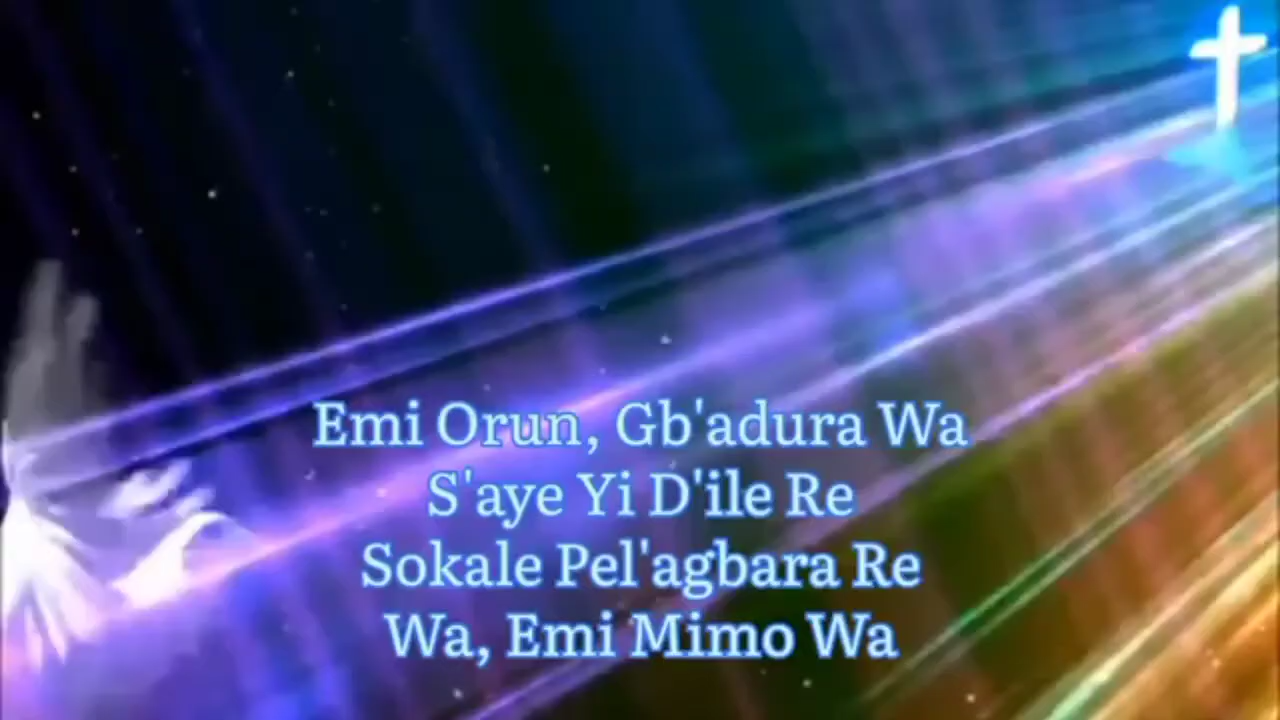 Emi Orun, Gb'adura Wa
S'aye Yi D'ile Re
Sokale Pel'agbara Re
Wa, Emi Mimo Wa